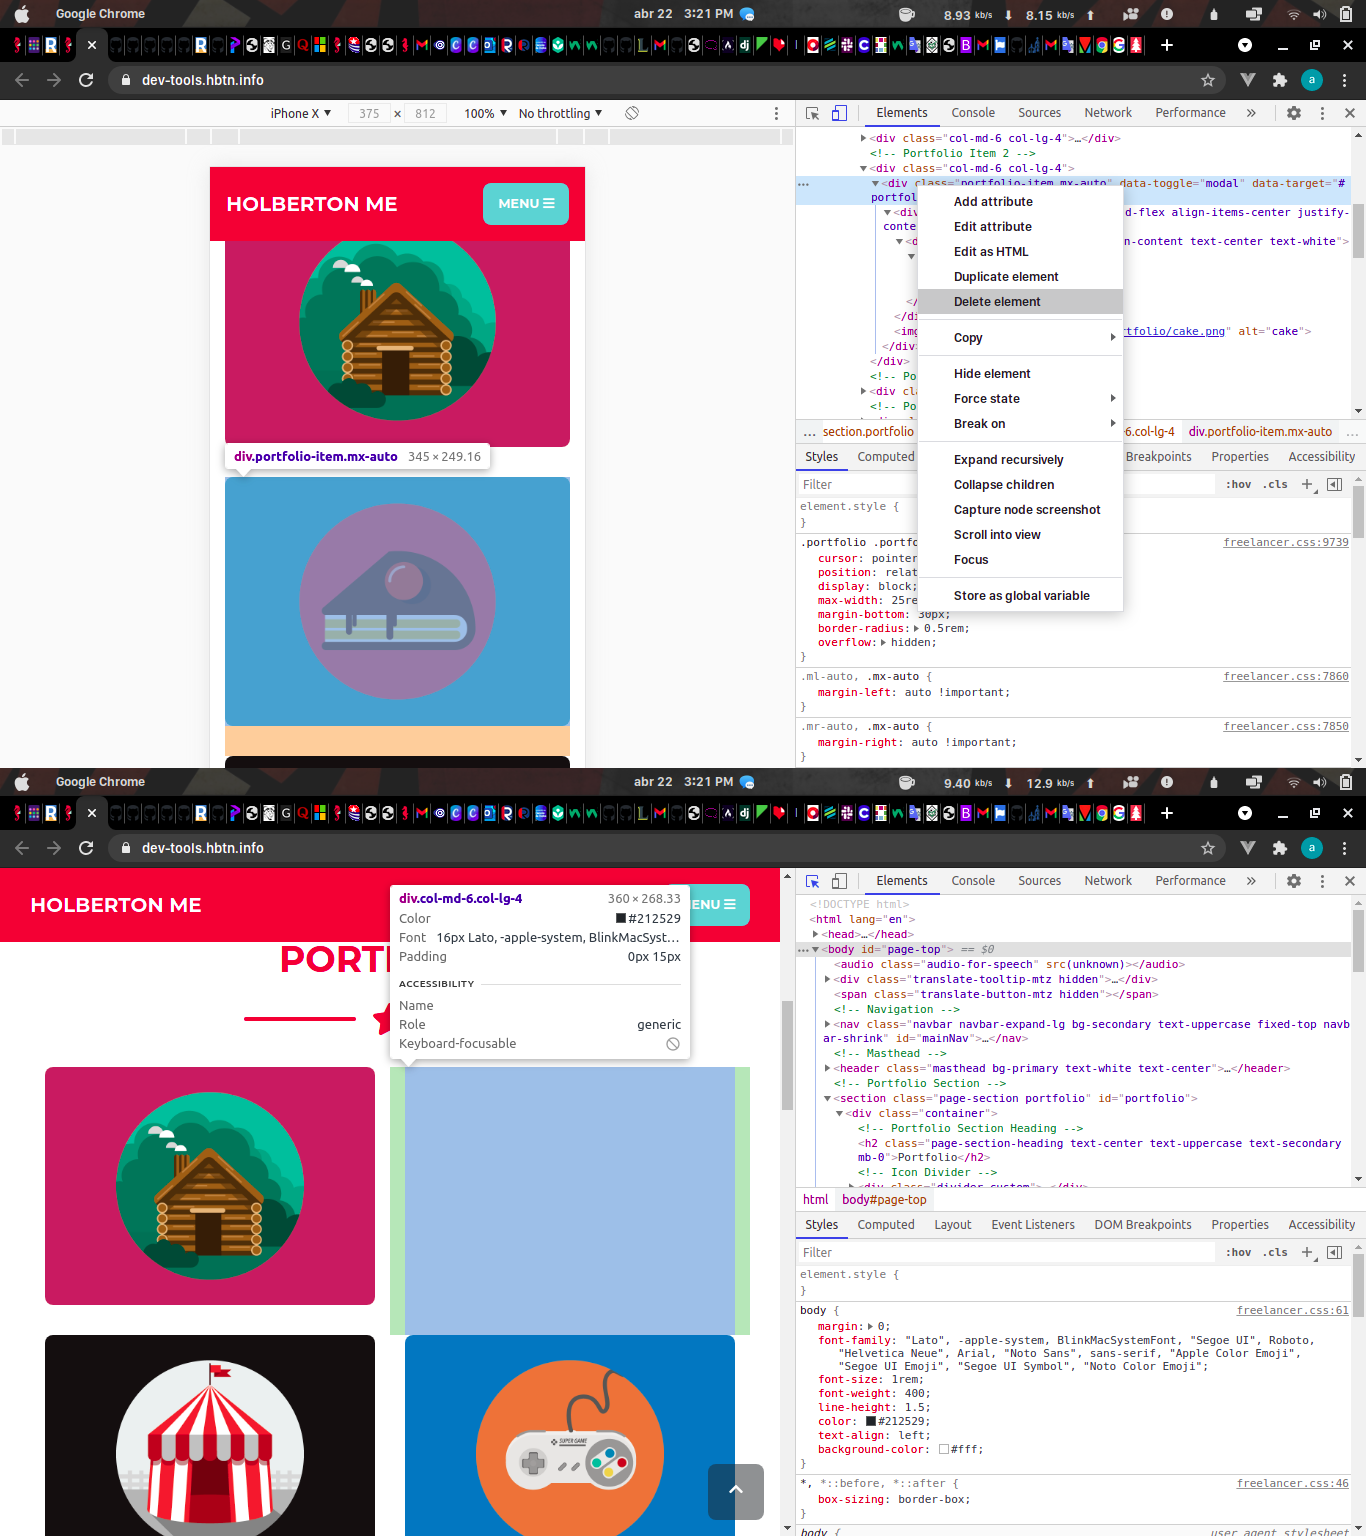 Google Chrome
abr 22 3:21 PM
8.93 kb/s 8.15 kb/s
dev-tools.hbtn.info
a
iPhone X ▼ 375 × 812 100% ▼ No throttling ▼
Elements Console Sources Network Performance »
HOLBERTON ME
MENU ☰
div.portfolio-item.mx-auto 345 × 249.16
▶<div class="col-md-6 col-lg-4">…</div>
<!-- Portfolio Item 2 -->
▼<div class="col-md-6 col-lg-4">
… ▼<div class="portfolio-item mx-auto" data-toggle="modal" data-target="#
portfol
▼<div d-flex align-items-center justify-
conte
▼<d n-content text-center text-white">
▼
</
</di
<img rtfolio/cake.png" alt="cake">
</div
</div>
<!-- Po
▶<div c
<!-- Po
Add attribute
Edit attribute
Edit as HTML
Duplicate element
Delete element
Copy
Hide element
Force state
Break on
Expand recursively
Collapse children
Capture node screenshot
Scroll into view
Focus
Store as global variable
… section.portfolio -6.col-lg-4 div.portfolio-item.mx-auto …
Styles Computed Breakpoints Properties Accessibility
Filter :hov .cls +
element.style {
}
.portfolio .portfo freelancer.css:9739
cursor: pointer
position: relat
display: block;
max-width: 25re
margin-bottom: 30px;
border-radius: ▶ 0.5rem;
overflow: ▶ hidden;
}
.ml-auto, .mx-auto { freelancer.css:7860
margin-left: auto !important;
}
.mr-auto, .mx-auto { freelancer.css:7850
margin-right: auto !important;
}
Google Chrome
abr 22 3:21 PM
9.40 kb/s 12.9 kb/s
dev-tools.hbtn.info
a
HOLBERTON ME
ENU ☰
PORT
div.col-md-6.col-lg-4 360 × 268.33
Color #212529
Font 16px Lato, -apple-system, BlinkMacSyst…
Padding 0px 15px
ACCESSIBILITY
Name
Role generic
Keyboard-focusable
SUPER GAME
Elements Console Sources Network Performance »
<!DOCTYPE html>
<html lang="en">
▶<head>…</head>
… ▼<body id="page-top"> == $0
<audio class="audio-for-speech" src(unknown)></audio>
▶<div class="translate-tooltip-mtz hidden">…</div>
<span class="translate-button-mtz hidden"></span>
<!-- Navigation -->
▶<nav class="navbar navbar-expand-lg bg-secondary text-uppercase fixed-top navb
ar-shrink" id="mainNav">…</nav>
<!-- Masthead -->
▶<header class="masthead bg-primary text-white text-center">…</header>
<!-- Portfolio Section -->
▼<section class="page-section portfolio" id="portfolio">
▼<div class="container">
<!-- Portfolio Section Heading -->
<h2 class="page-section-heading text-center text-uppercase text-secondary
mb-0">Portfolio</h2>
<!-- Icon Divider -->
▶<div class="divider-custom">…</div>
html body#page-top
Styles Computed Layout Event Listeners DOM Breakpoints Properties Accessibility
Filter :hov .cls +
element.style {
}
body { freelancer.css:61
margin: ▶ 0;
font-family: "Lato", -apple-system, BlinkMacSystemFont, "Segoe UI", Roboto,
"Helvetica Neue", Arial, "Noto Sans", sans-serif, "Apple Color Emoji",
"Segoe UI Emoji", "Segoe UI Symbol", "Noto Color Emoji";
font-size: 1rem;
font-weight: 400;
line-height: 1.5;
color: #212529;
text-align: left;
background-color: #fff;
}
*, *::before, *::after { freelancer.css:46
box-sizing: border-box;
}
body { user agent stylesheet